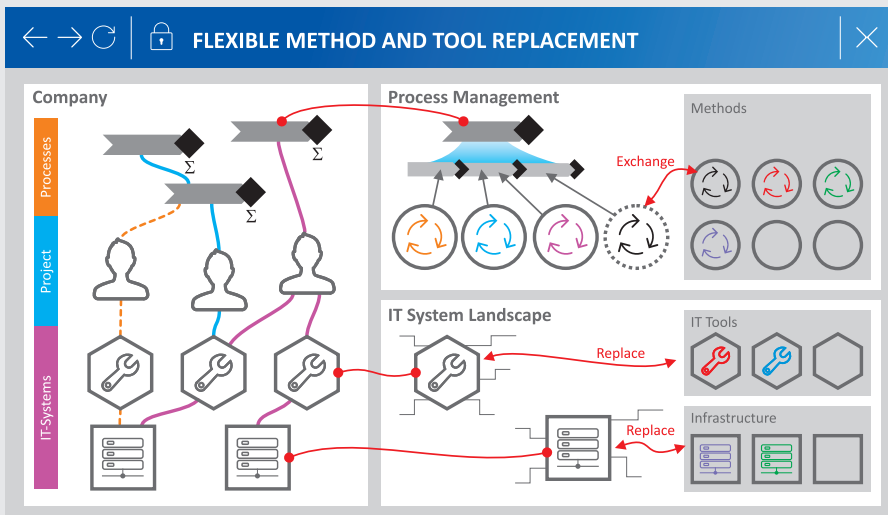 FLEXIBLE METHOD AND TOOL REPLACEMENT
Company
Processes
Project
IT-Systems
Σ
Σ
Σ
Process Management
Exchange
Methods
IT System Landscape
Replace
IT Tools
Replace
Infrastructure